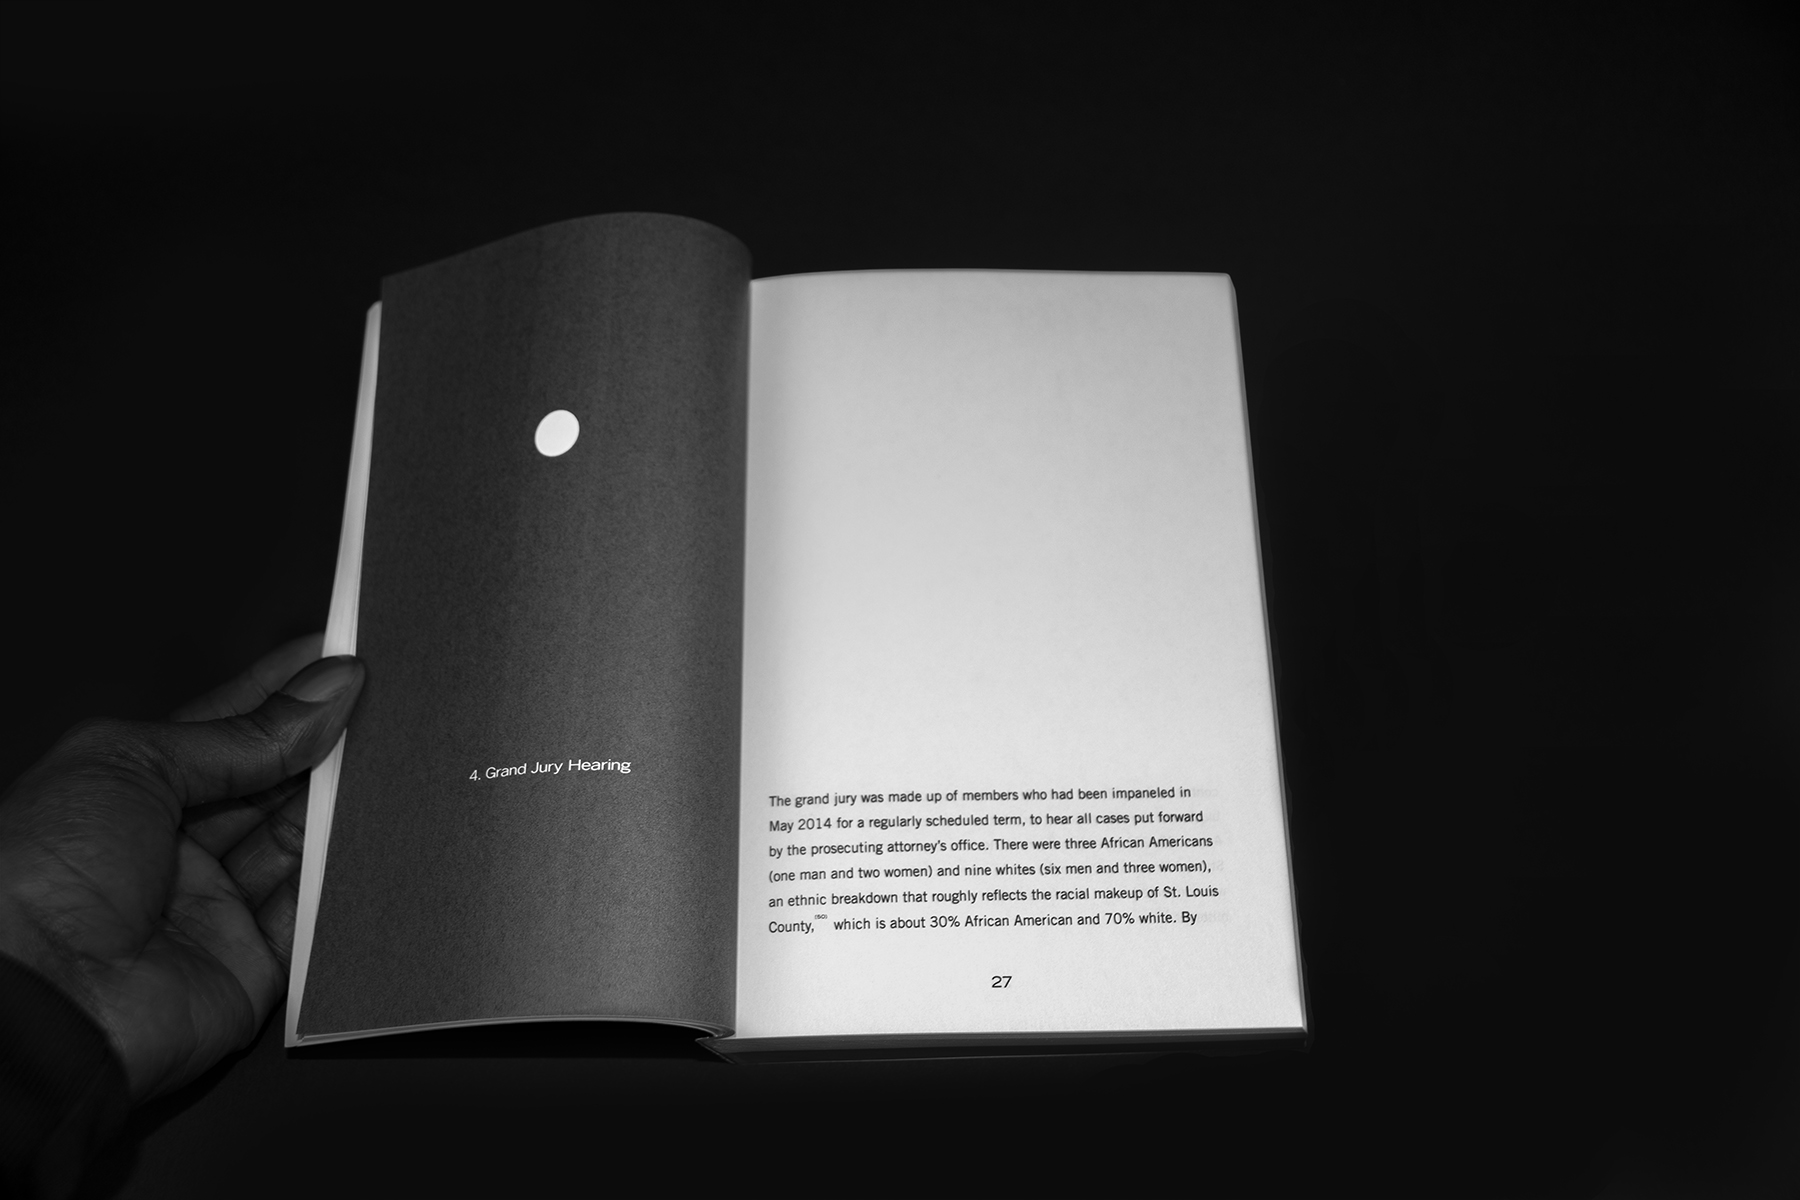 4. Grand Jury Hearing
The grand jury was made up of members who had been impaneled in
May 2014 for a regularly scheduled term, to hear all cases put forward
by the prosecuting attorney's office. There were three African Americans
(one man and two women) and nine whites (six men and three women),
an ethnic breakdown that roughly reflects the racial makeup of St. Louis
County,[50] which is about 30% African American and 70% white. By
27